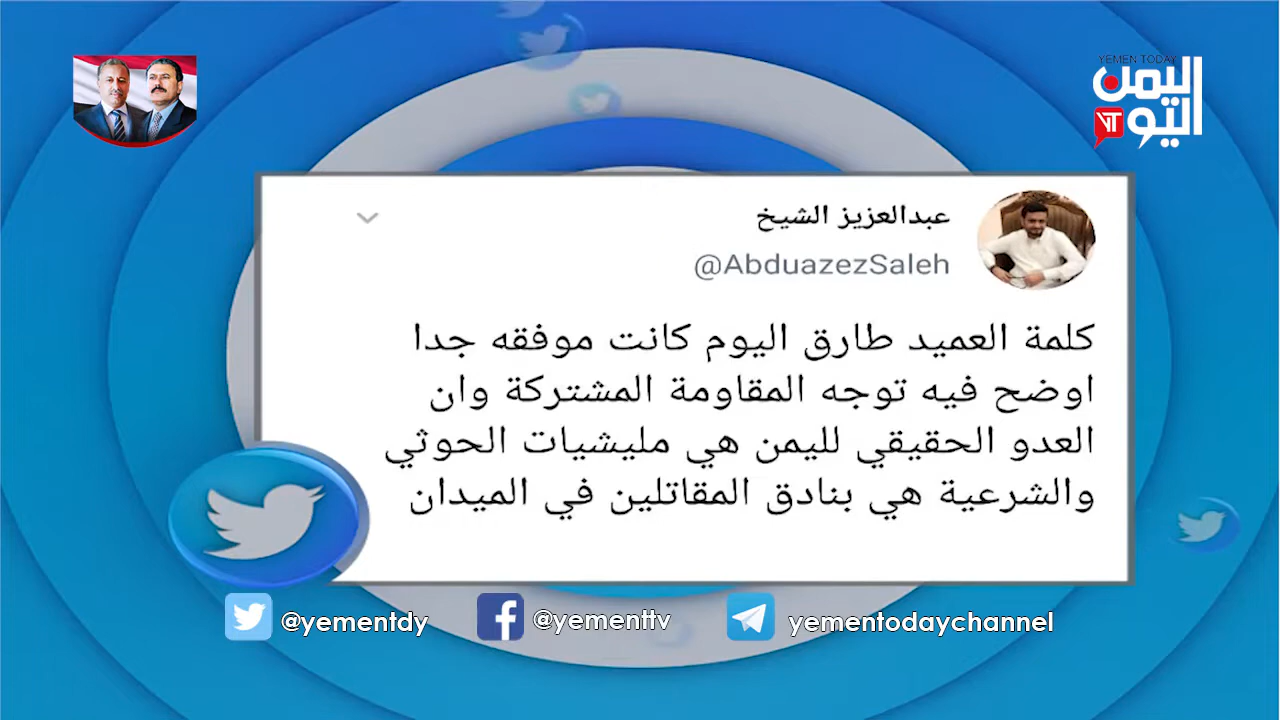 YEMEN TODAY
اليمن
اليوم
عبدالعزيز الشيخ
@AbduazezSaleh
كلمة العميد طارق اليوم كانت موفقه جدا
اوضح فيه توجه المقاومة المشتركة وان
العدو الحقيقي لليمن هي مليشيات الحوثي
والشرعية هي بنادق المقاتلين في الميدان
@yementdy
@yementtv
yementodaychannel